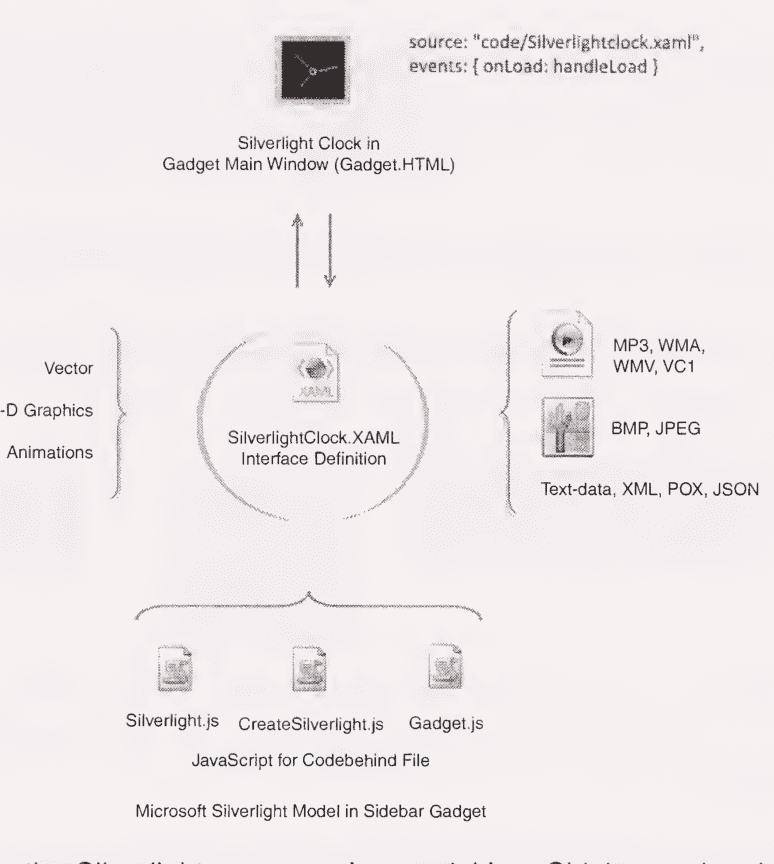 source: "code/Silverlightclock.xaml",
events: { onLoad: handleLoad }
Silverlight Clock in
Gadget Main Window (Gadget.HTML)
Vector
-D Graphics
Animations
XAML
SilverlightClock.XAML
Interface Definition
MP3, WMA,
WMV, VC1
BMP, JPEG
Text-data, XML, POX, JSON
Silverlight.js
CreateSilverlight.js
Gadget.js
JavaScript for Codebehind File
Microsoft Silverlight Model in Sidebar Gadget